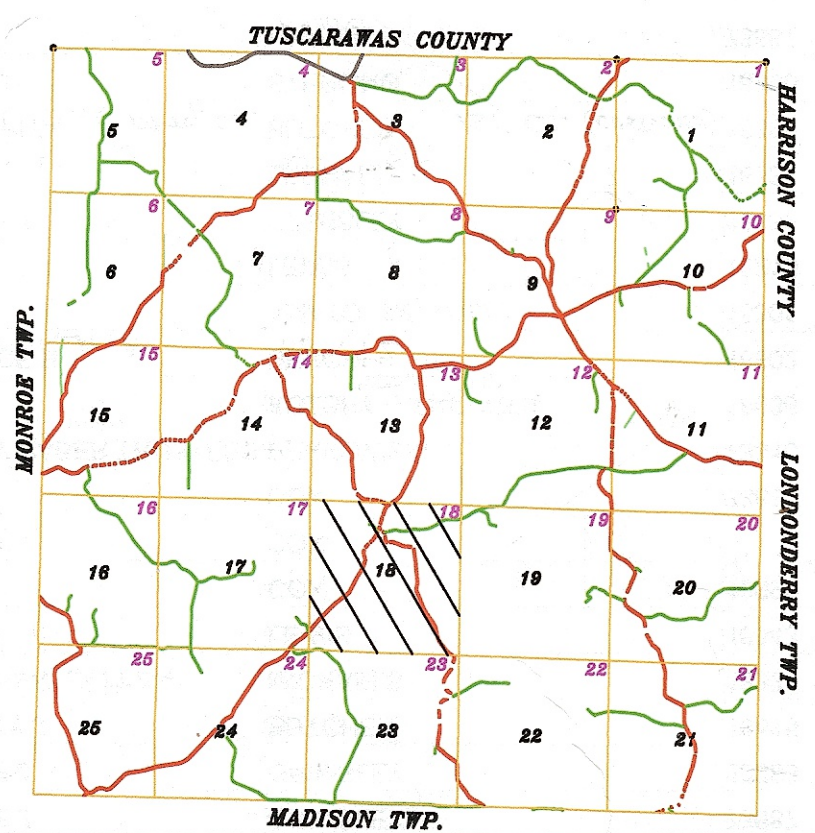 TUSCARAWAS COUNTY
5 4 3 2 1
5 4 3 2 1
6 7 8 9 10
6 7 8 9 10
15 14 13 12 11
15 14 13 12 11
16 17 18 19 20
16 17 18 19 20
25 24 23 22 21
25 24 23 22 21
MADISON TWP.
MONROE TWP.
HARRISON COUNTY
LONDONDERRY TWP.